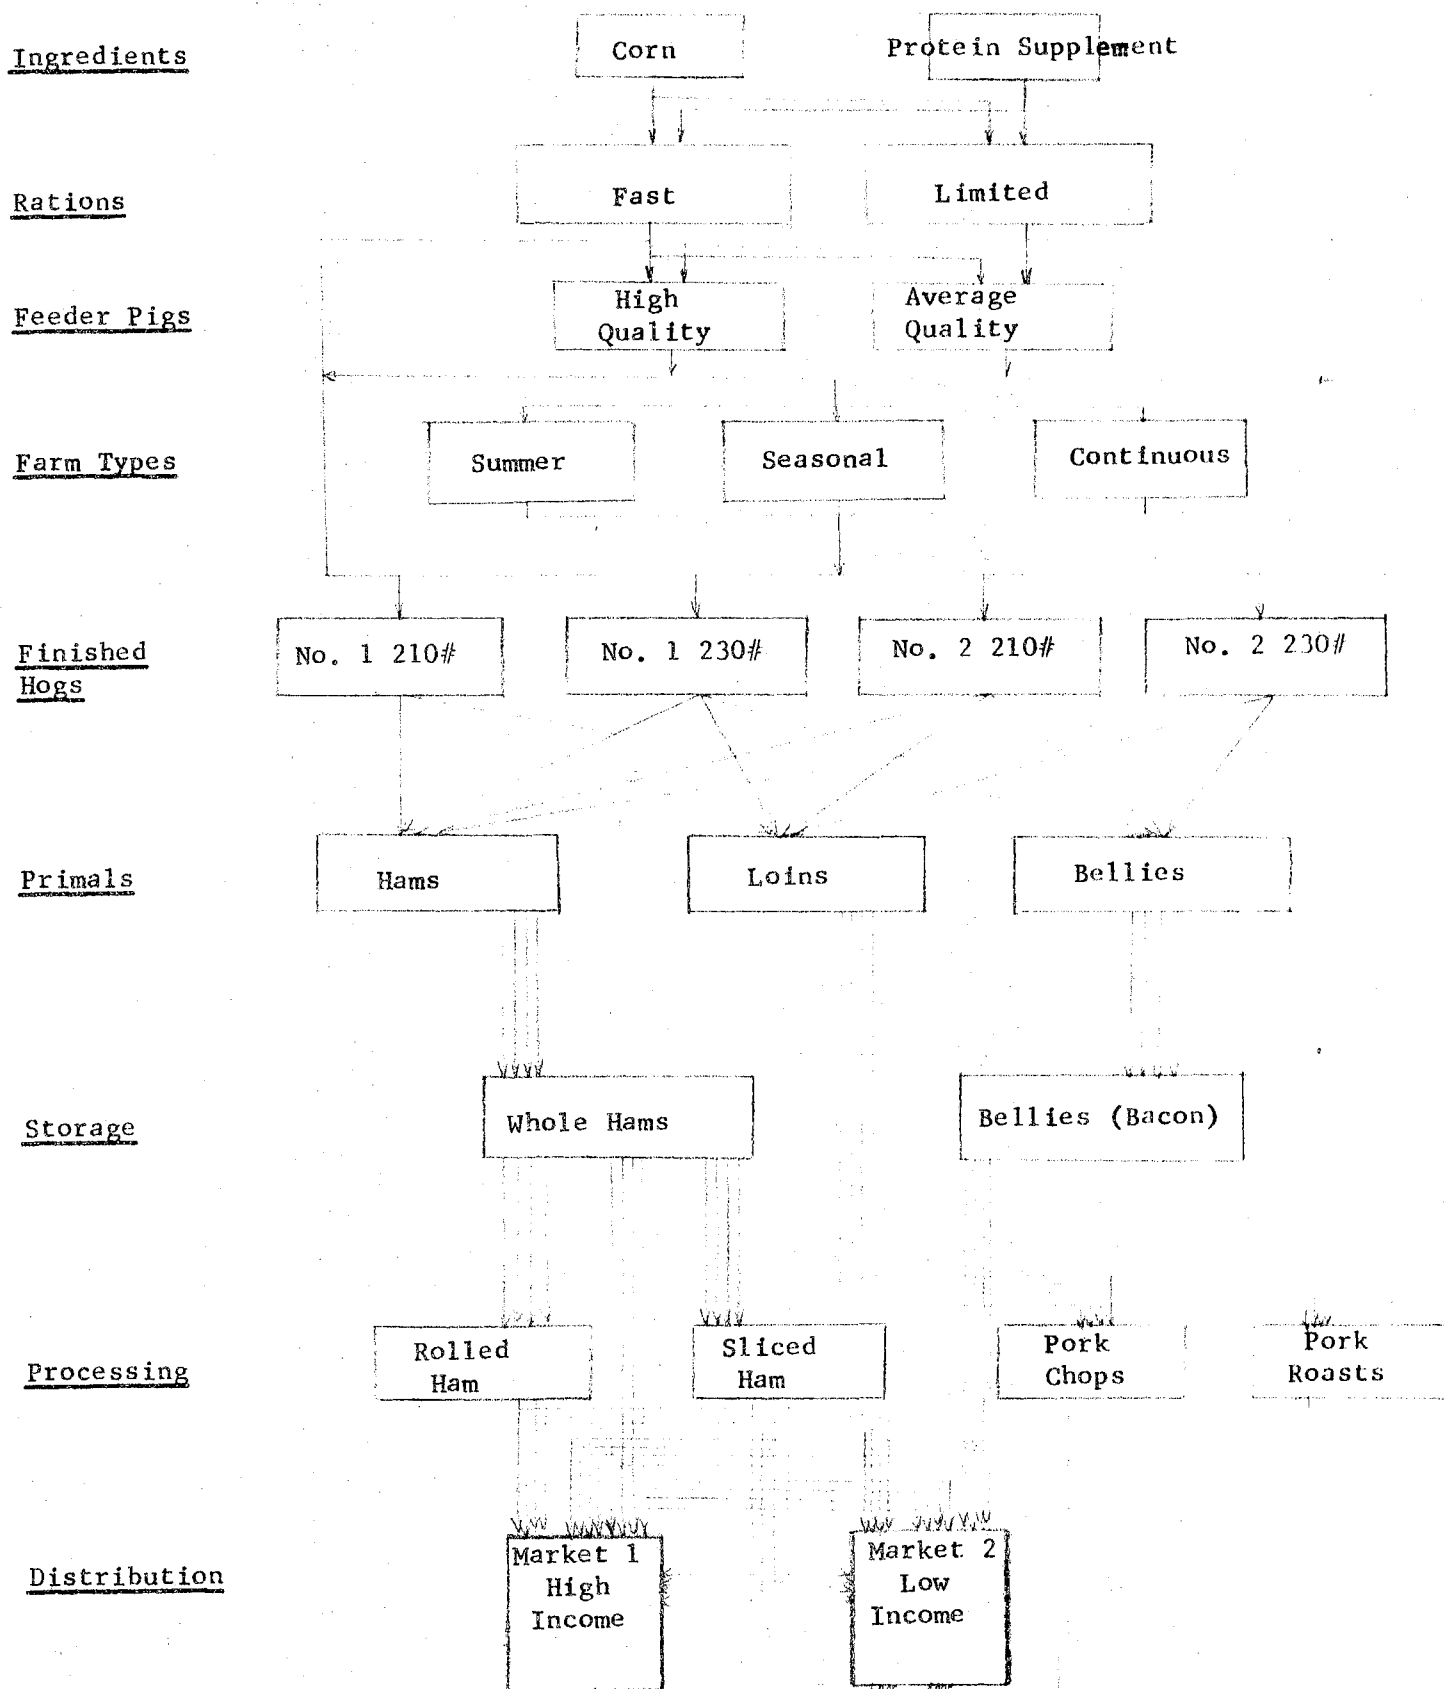 Ingredients
Corn
Protein Supplement
Rations
Fast
Limited
Feeder Pigs
High
Quality
Average
Quality
Farm Types
Summer
Seasonal
Continuous
Finished
Hogs
No. 1 210#
No. 1 230#
No. 2 210#
No. 2 230#
Primals
Hams
Loins
Bellies
Storage
Whole Hams
Bellies (Bacon)
Processing
Rolled
Ham
Sliced
Ham
Pork
Chops
Pork
Roasts
Distribution
Market 1
High
Income
Market 2
Low
Income